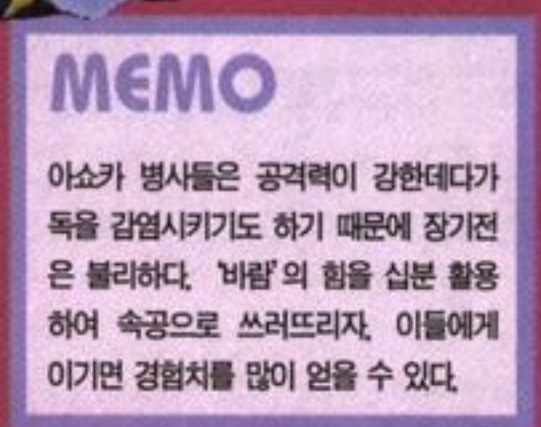 MEMO
아쇼카 병사들은 공격력이 강한데다가
독을 감염시키기도 하기 때문에 장기전
은 불리하다. '바람'의 힘을 십분 활용
하여 속공으로 쓰러뜨리자. 이들에게
이기면 경험치를 많이 얻을 수 있다.